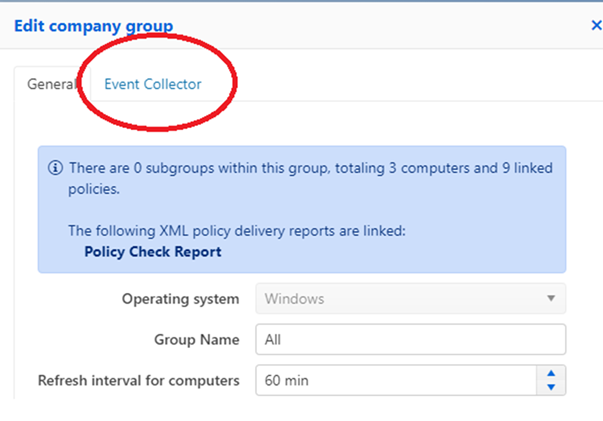 Edit company group
General
Event Collector
There are 0 subgroups within this group, totaling 3 computers and 9 linked
policies.
The following XML policy delivery reports are linked:
Policy Check Report
Operating system Windows
Group Name All
Refresh interval for computers 60 min